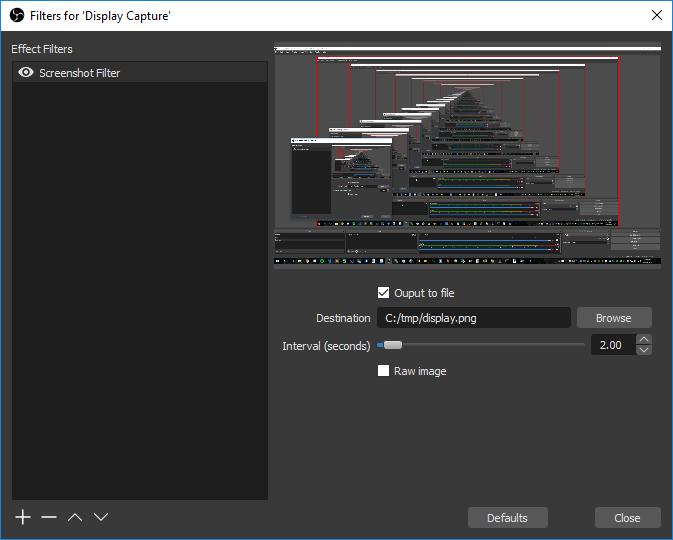 Filters for 'Display Capture'
Effect Filters
Screenshot Filter
Ouput to file
Destination C:/tmp/display.png Browse
Interval (seconds) 2.00
Raw image
Defaults Close